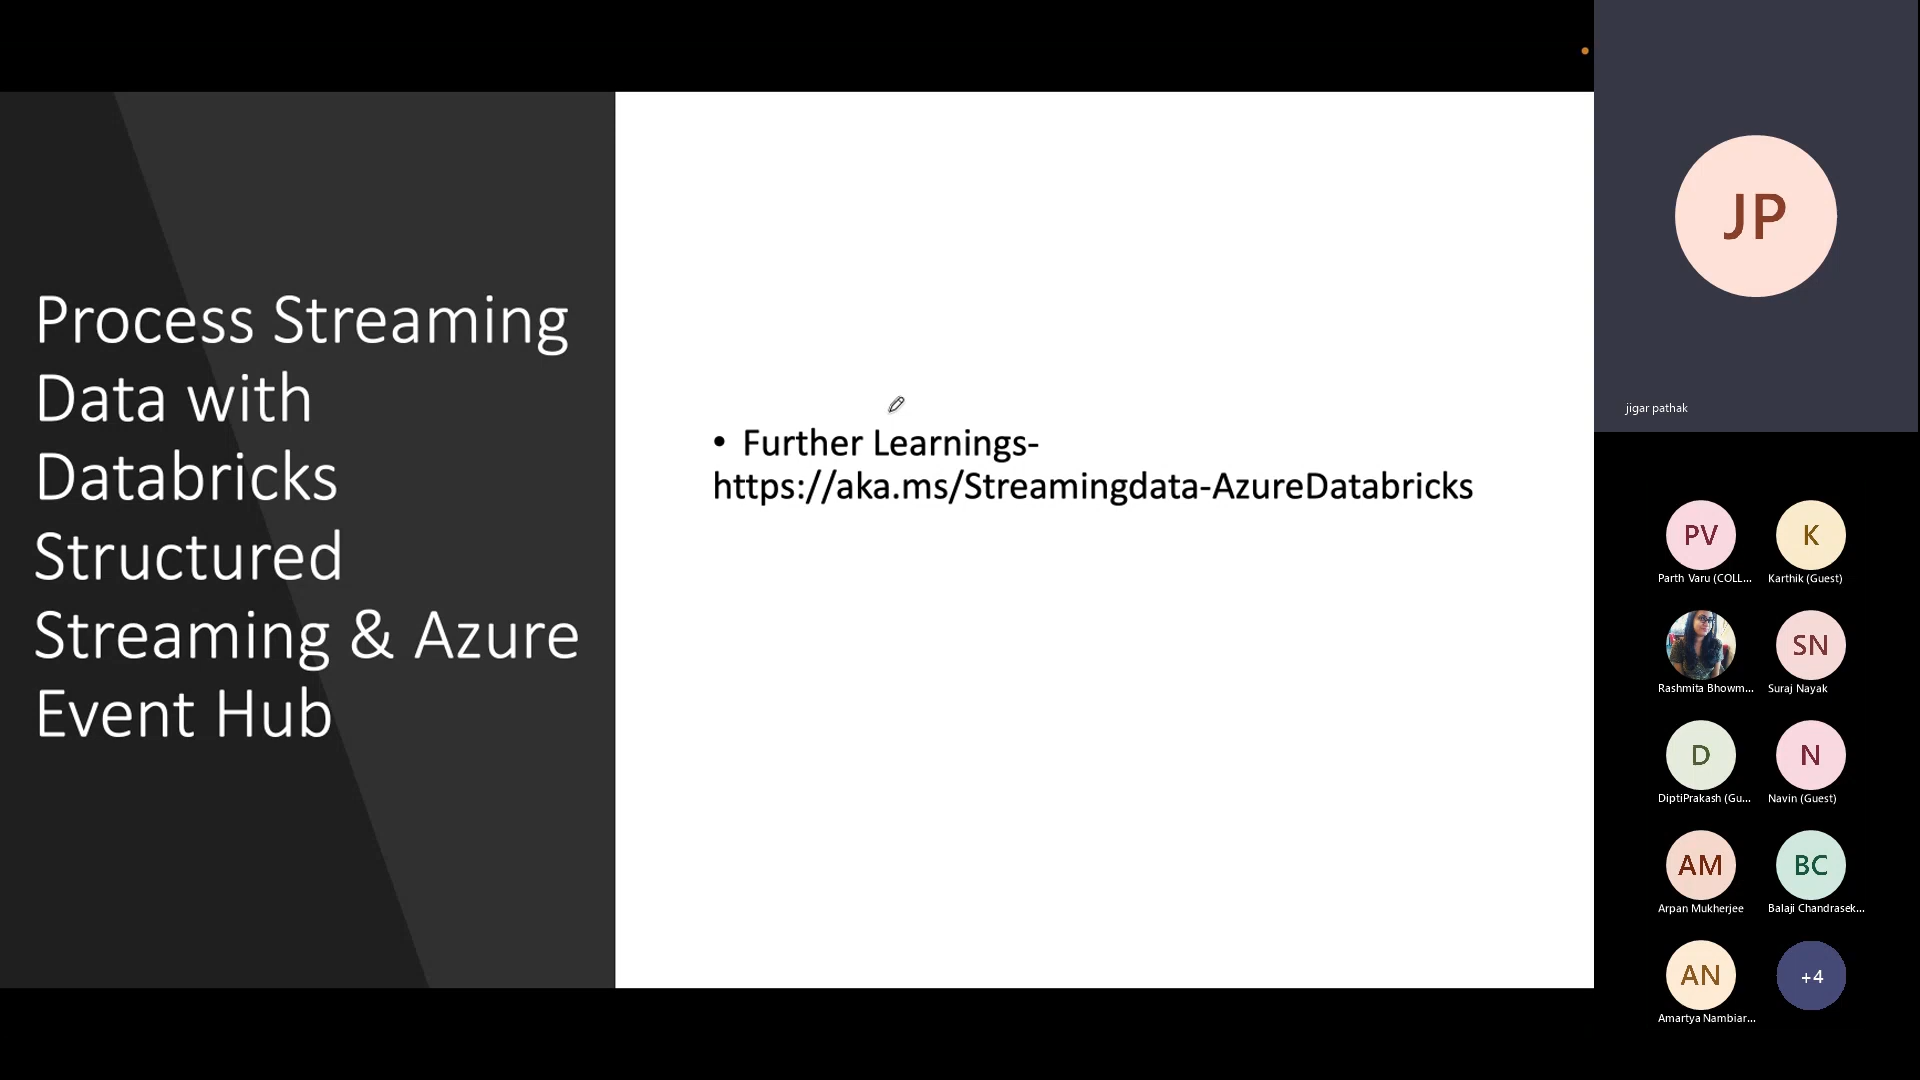 Process Streaming
Data with
Databricks
Structured
Streaming & Azure
Event Hub
• Further Learnings-
https://aka.ms/Streamingdata-AzureDatabricks
JP
jigar pathak
PV
K
Parth Varu (COLL...
Karthik (Guest)
SN
Rashmita Bhowm...
Suraj Nayak
D
N
DiptiPrakash (Gu...
Navin (Guest)
AM
BC
Arpan Mukherjee
Balaji Chandrasek...
AN
+4
Amartya Nambiar...